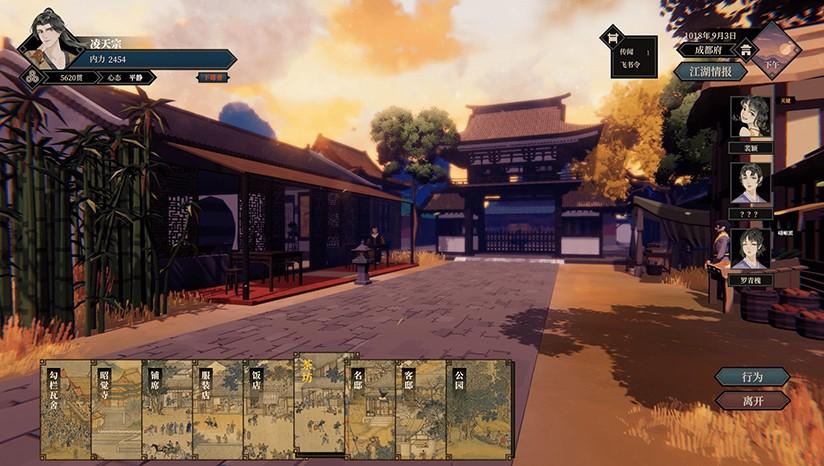 凌天宗
内力 2454
5620贯
心态 平静
传闻 1
飞书令
1018年9月3日
成都府
江湖情报
下午
裴颖
？？？
罗青槐
勾栏瓦舍
昭觉寺
铺席
服装店
饭店
茶坊
名邸
客邸
公园
行为
离开